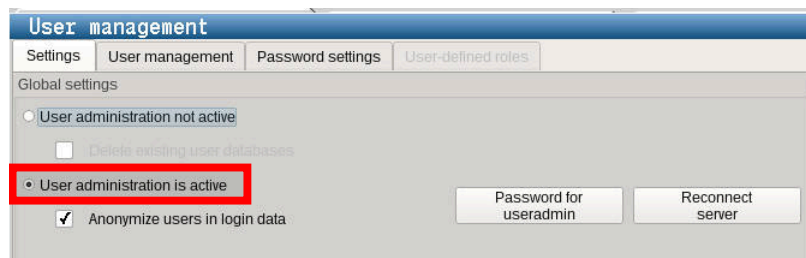 User management
Settings User management Password settings User-defined roles
Global settings
User administration not active
Delete existing user databases
User administration is active
Anonymize users in login data
Password for
useradmin
Reconnect
server